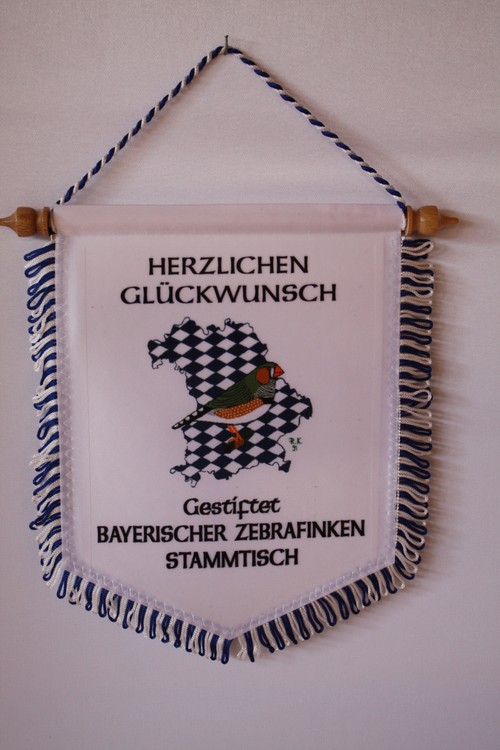 HERZLICHEN
GLÜCKWUNSCH
Gestiftet
BAYERISCHER ZEBRAFINKEN
STAMMTISCH